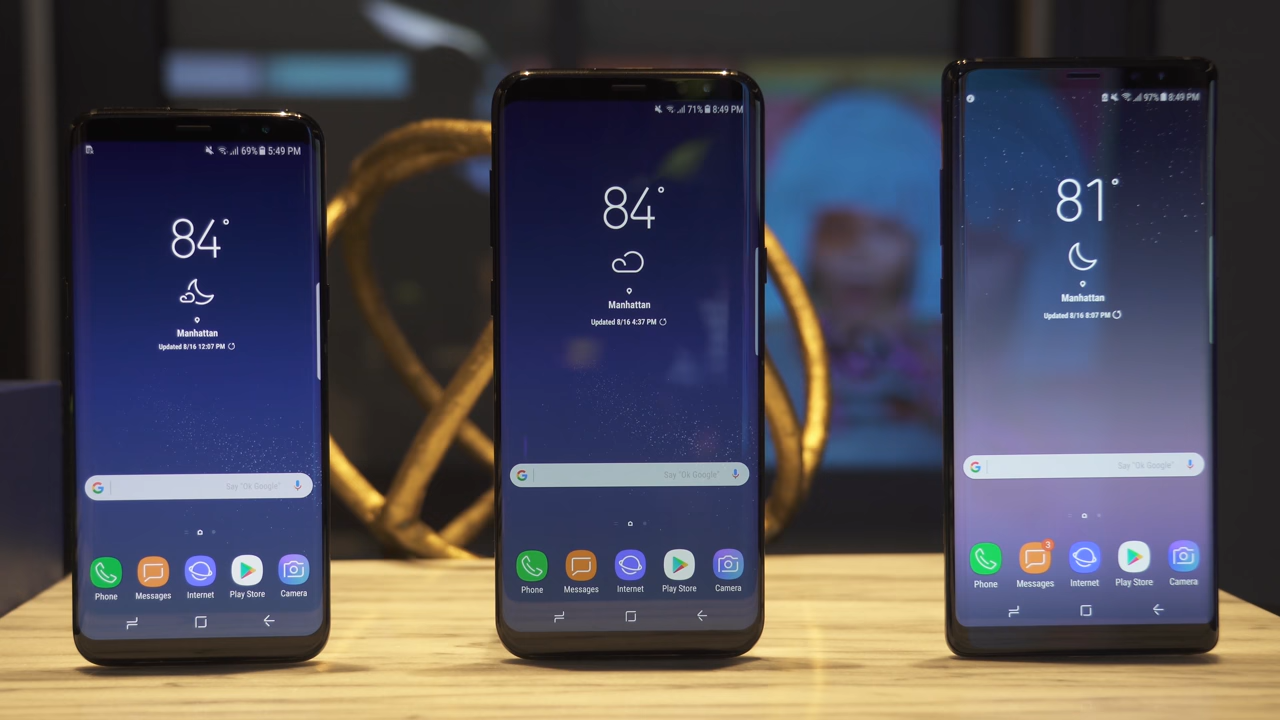 69% 5:49 PM
84°
Manhattan
Updated 8/16 12:07 PM
Say "Ok Google"
Phone
Messages
Internet
Play Store
Camera
71% 8:49 PM
84°
Manhattan
Updated 8/16 4:37 PM
Say "Ok Google"
Phone
Messages
Internet
Play Store
Camera
97% 8:49 PM
81°
Manhattan
Updated 8/16 8:07 PM
Say "Ok Google"
3
Phone
Messages
Internet
Play Store
Camera